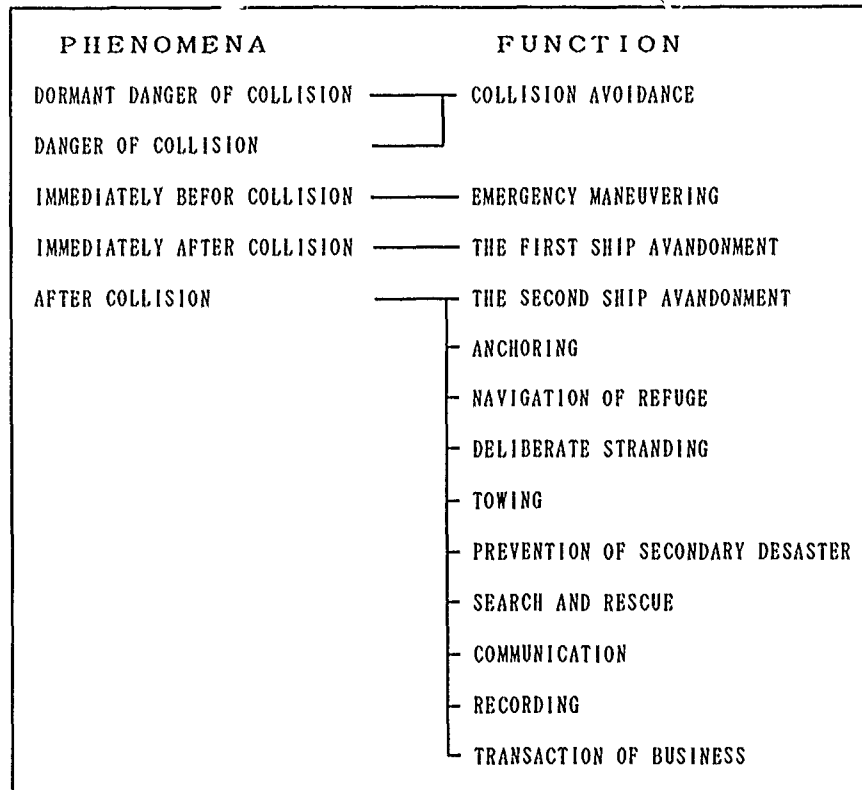 PHENOMENA FUNCTION
DORMANT DANGER OF COLLISION COLLISION AVOIDANCE
DANGER OF COLLISION
IMMEDIATELY BEFOR COLLISION EMERGENCY MANEUVERING
IMMEDIATELY AFTER COLLISION THE FIRST SHIP AVANDONMENT
AFTER COLLISION THE SECOND SHIP AVANDONMENT
ANCHORING
NAVIGATION OF REFUGE
DELIBERATE STRANDING
TOWING
PREVENTION OF SECONDARY DESASTER
SEARCH AND RESCUE
COMMUNICATION
RECORDING
TRANSACTION OF BUSINESS